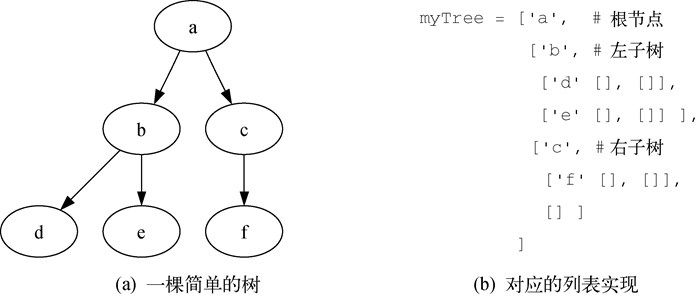 a
b
c
d
e
f
(a) 一棵简单的树
myTree = ['a', # 根节点
['b', # 左子树
['d' [], []],
['e' [], []] ],
['c', # 右子树
['f' [], []],
[] ]
]
(b) 对应的列表实现